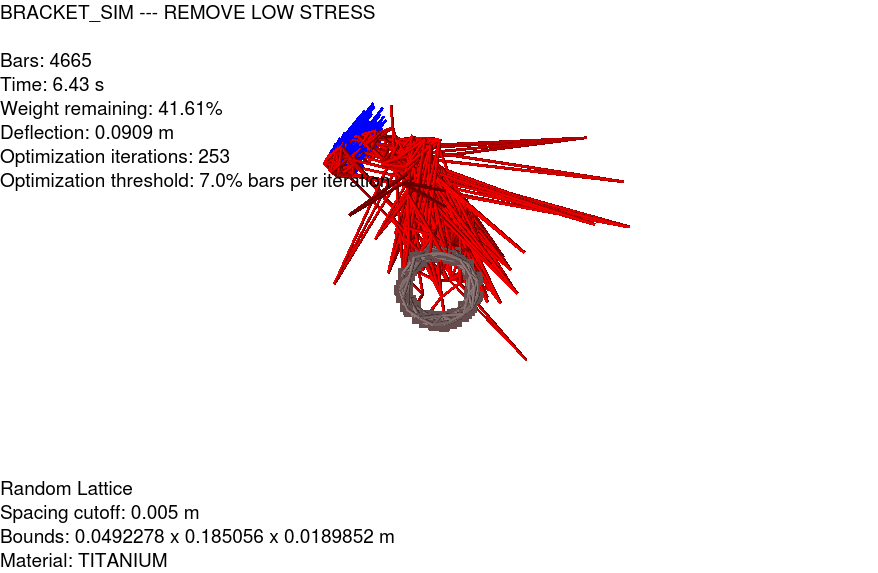 BRACKET_SIM --- REMOVE LOW STRESS
Bars: 4665
Time: 6.43 s
Weight remaining: 41.61%
Deflection: 0.0909 m
Optimization iterations: 253
Optimization threshold: 7.0% bars per iteration
Random Lattice
Spacing cutoff: 0.005 m
Bounds: 0.0492278 x 0.185056 x 0.0189852 m
Material: TITANIUM